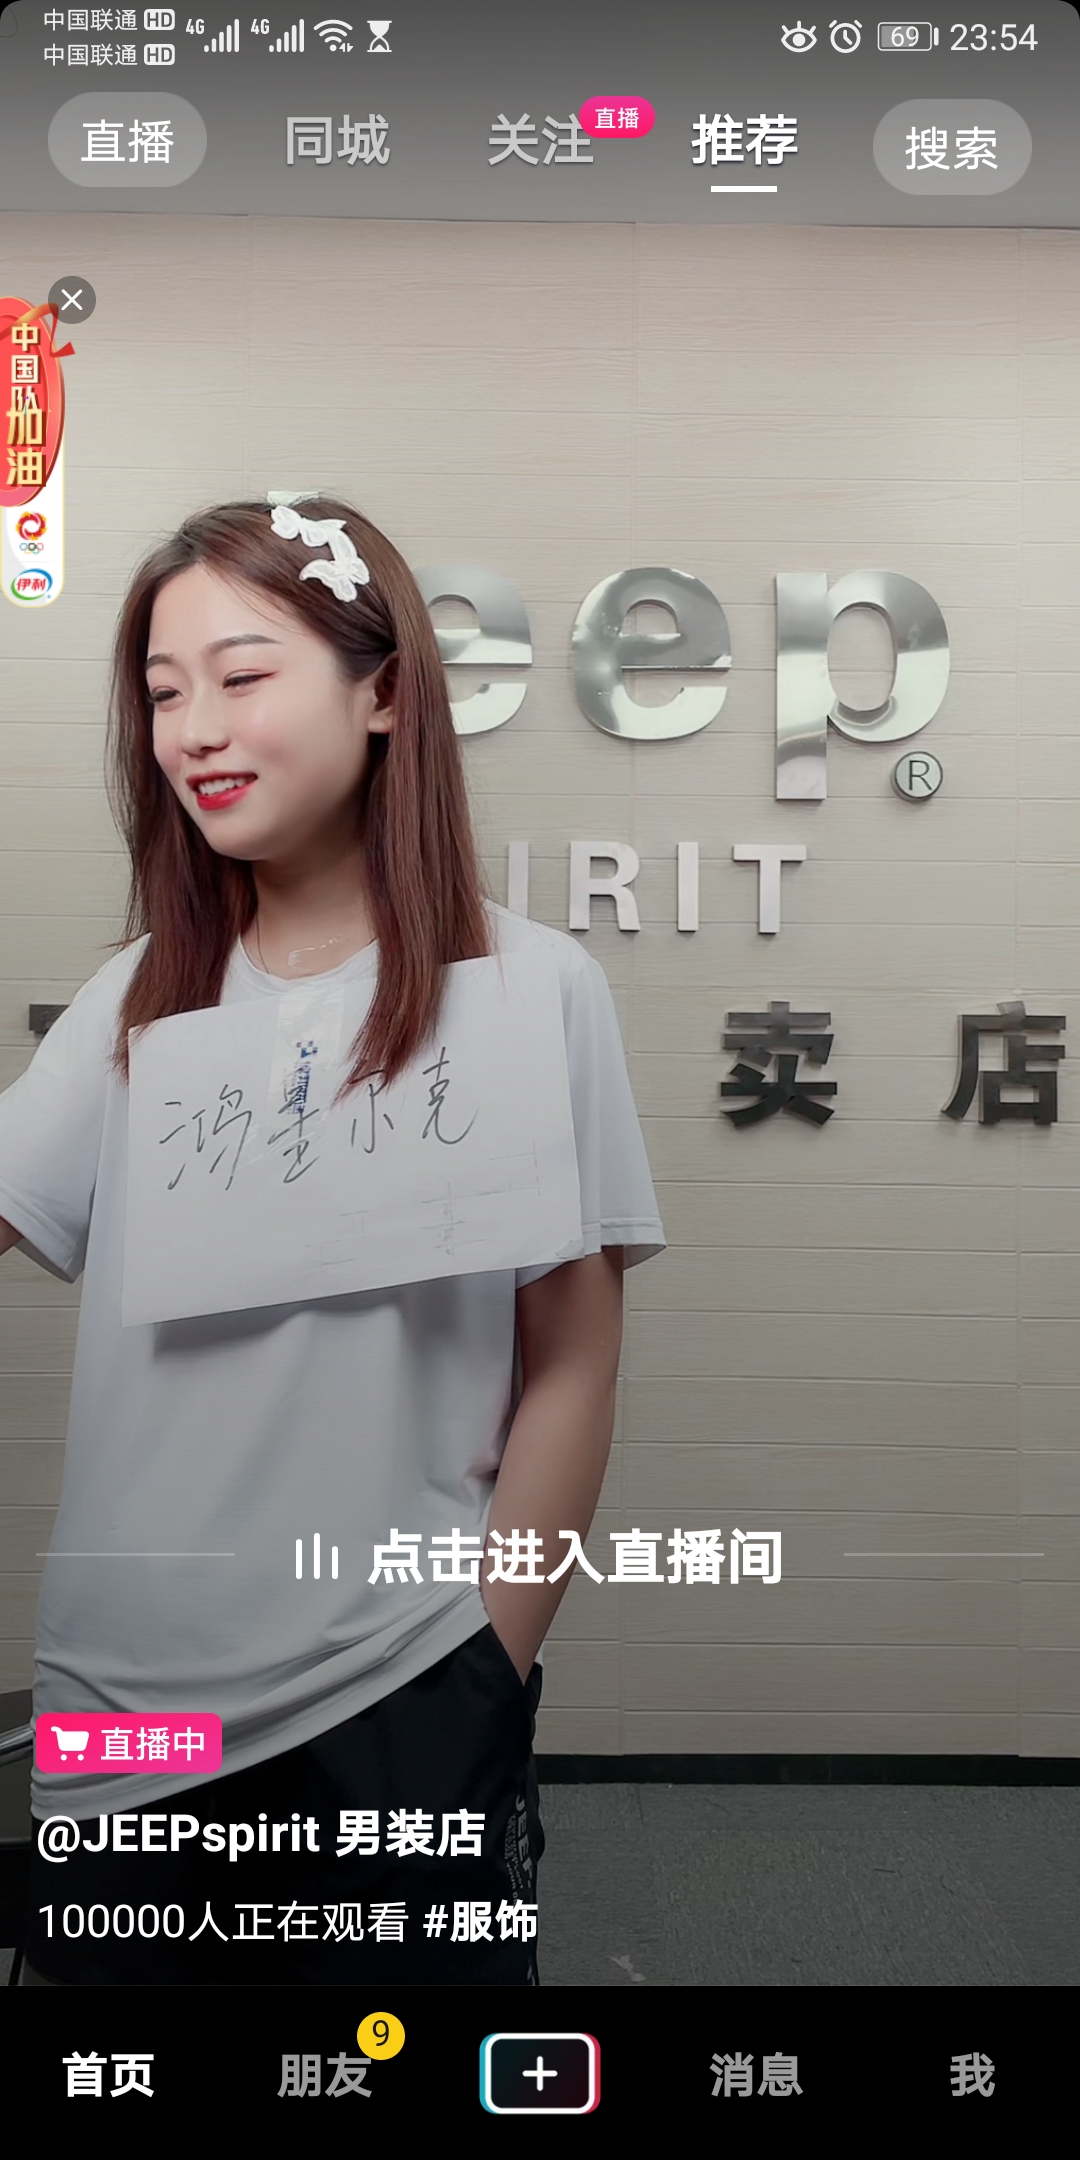 中国联通 HD
中国联通 HD
4G
4G
69
23:54
直播
同城
关注
直播
推荐
搜索
中国队
加油
伊利
eep
®
IRIT
卖店
鸿星尔克
点击进入直播间
直播中
@JEEPspirit 男装店
100000人正在观看 #服饰
首页
朋友
9
消息
我